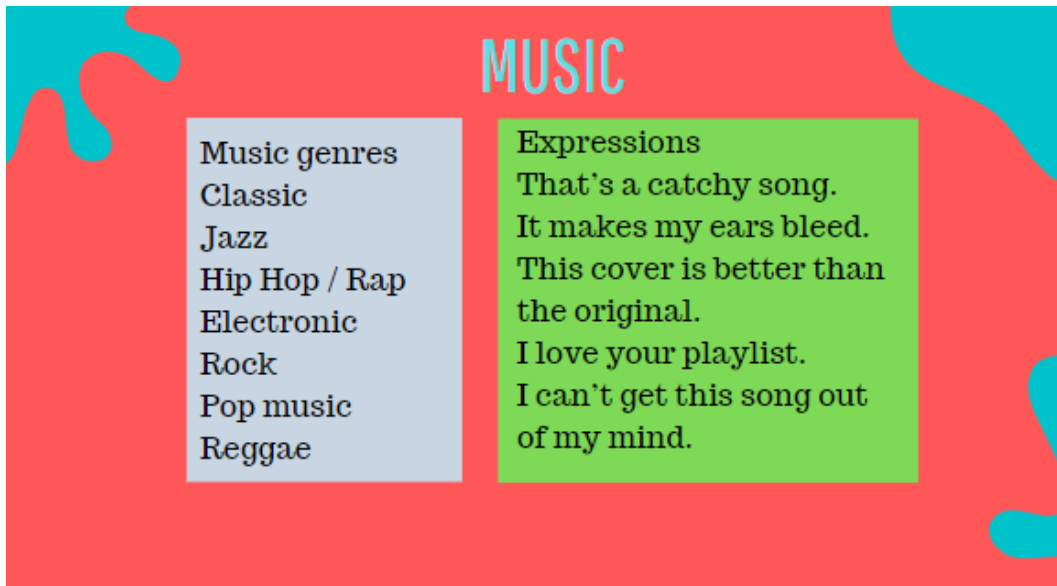 MUSIC
Music genres
Classic
Jazz
Hip Hop / Rap
Electronic
Rock
Pop music
Reggae
Expressions
That's a catchy song.
It makes my ears bleed.
This cover is better than
the original.
I love your playlist.
I can't get this song out
of my mind.